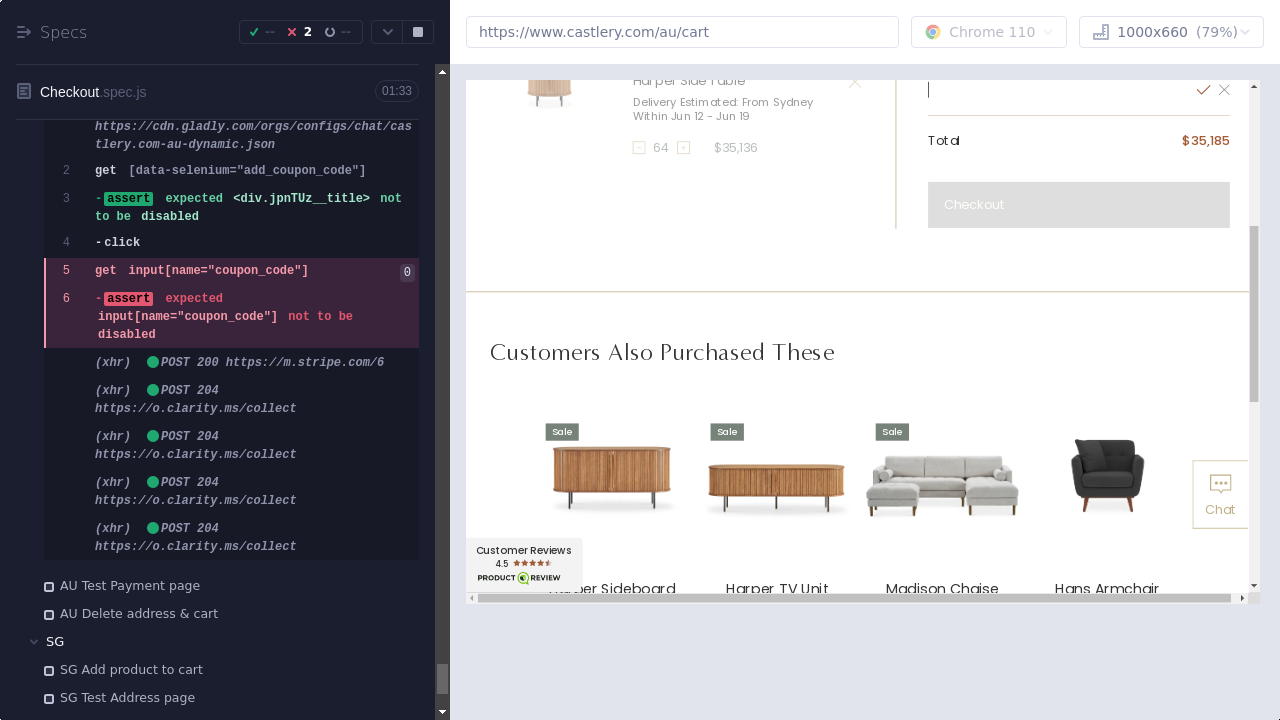 Specs
-- 2 --
Checkout.spec.js 01:33
https://cdn.gladly.com/orgs/configs/chat/cas
tlery.com-au-dynamic.json
2 get [data-selenium="add_coupon_code"]
3 -assert expected <div.jpnTUz__title> not
to be disabled
4 -click
5 get input[name="coupon_code"] 0
6 -assert expected
input[name="coupon_code"] not to be
disabled
(xhr) POST 200 https://m.stripe.com/6
(xhr) POST 204
https://o.clarity.ms/collect
(xhr) POST 204
https://o.clarity.ms/collect
(xhr) POST 204
https://o.clarity.ms/collect
(xhr) POST 204
https://o.clarity.ms/collect
AU Test Payment page
AU Delete address & cart
SG
SG Add product to cart
SG Test Address page
https://www.castlery.com/au/cart
Chrome 110
1000x660 (79%)
Harper Side Table
Delivery Estimated: From Sydney
Within Jun 12 - Jun 19
64 $35,136
Total $35,185
Checkout
Customers Also Purchased These
Sale
Sale
Sale
Chat
Customer Reviews
4.5
PRODUCT REVIEW
Harper Sideboard
Harper TV Unit
Madison Chaise
Hans Armchair